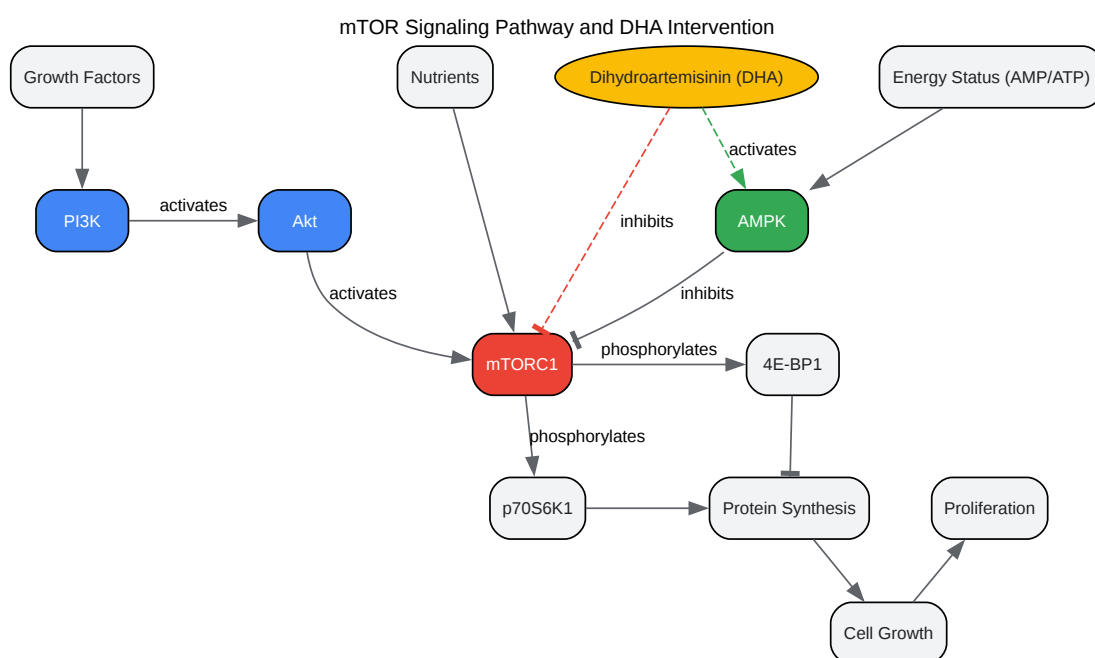 mTOR Signaling Pathway and DHA Intervention
Growth Factors
Nutrients
Dihydroartemisinin (DHA)
Energy Status (AMP/ATP)
activates
PI3K
activates
Akt
inhibits
AMPK
activates
inhibits
mTORC1
phosphorylates
4E-BP1
phosphorylates
p70S6K1
Protein Synthesis
Proliferation
Cell Growth